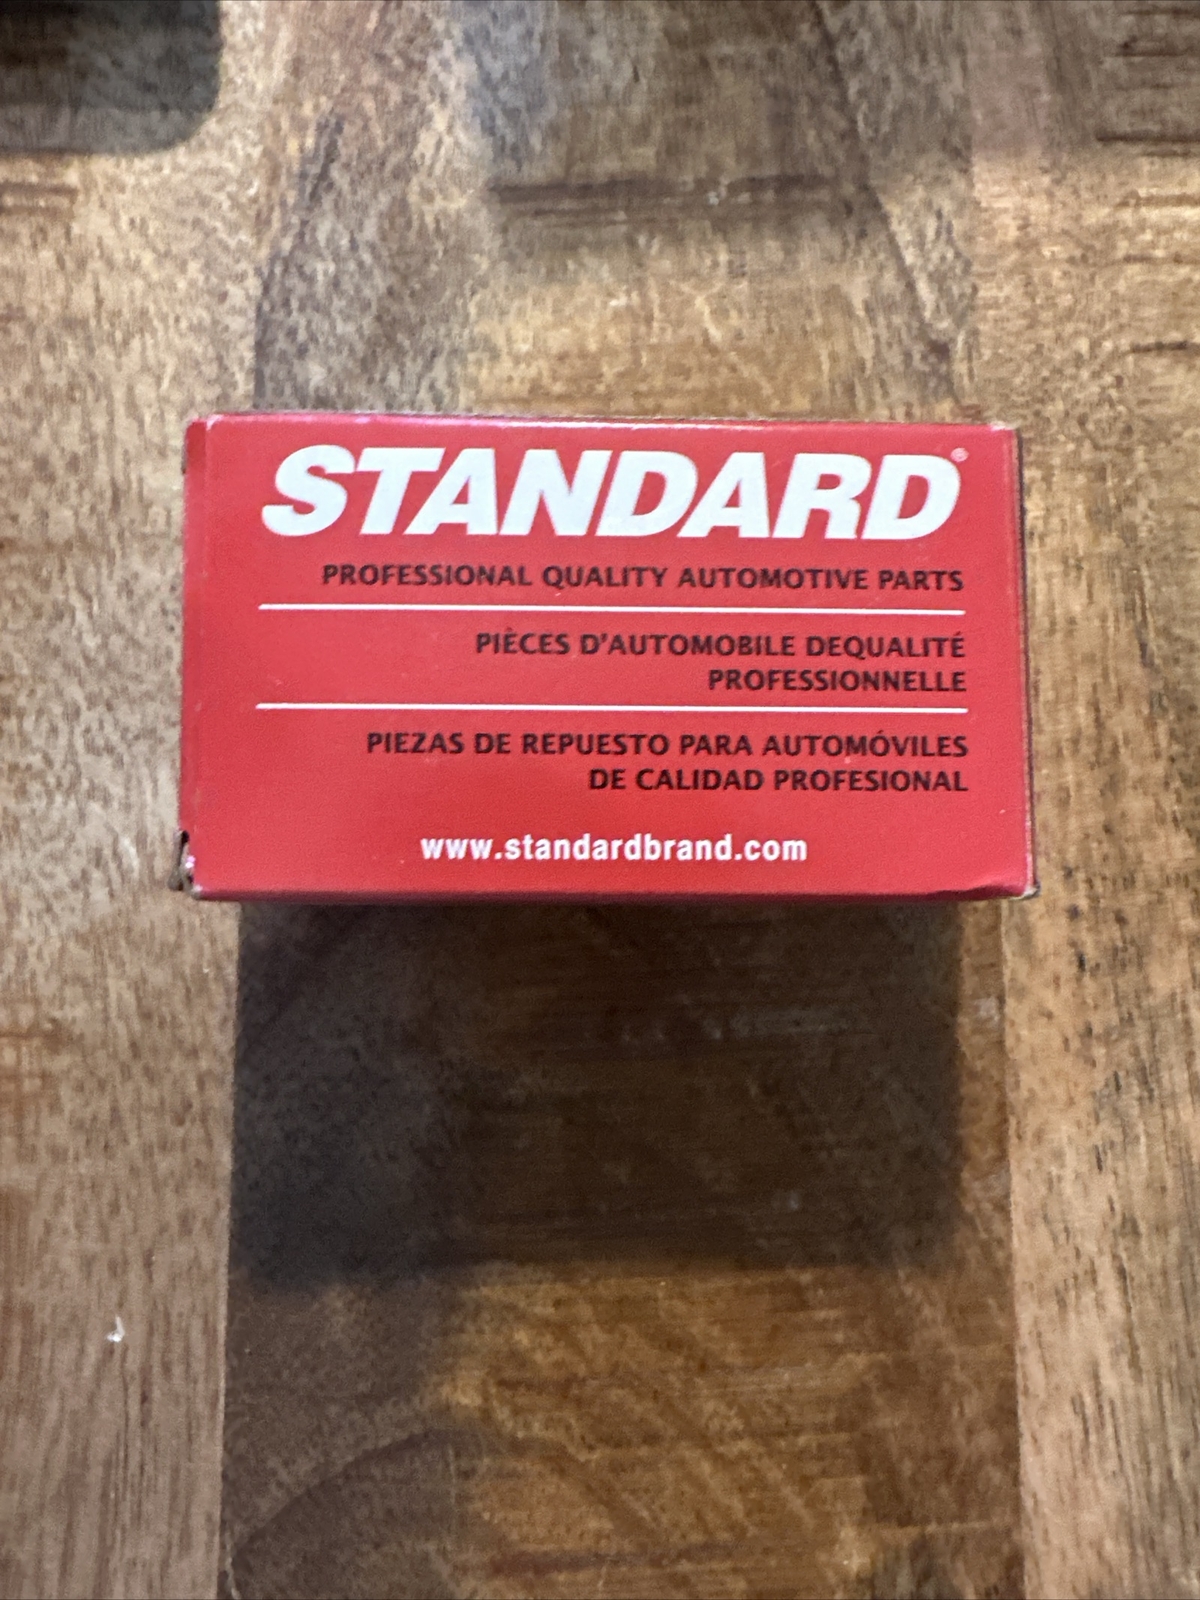 STANDARD®
PROFESSIONAL QUALITY AUTOMOTIVE PARTS
PIÈCES D'AUTOMOBILE DEQUALITÉ
PROFESSIONNELLE
PIEZAS DE REPUESTO PARA AUTOMÓVILES
DE CALIDAD PROFESIONAL
www.standardbrand.com